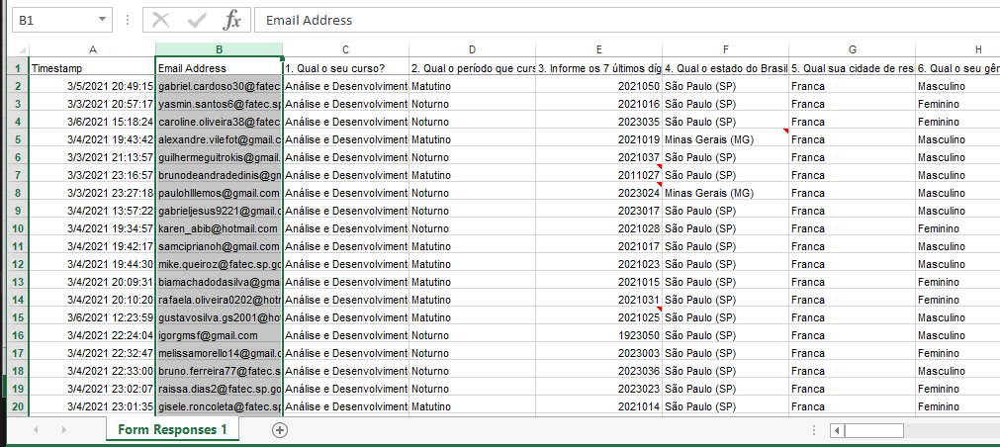 B1 fx Email Address
A B C D E F G H
1 Timestamp Email Address 1. Qual o seu curso? 2. Qual o período que curs 3. Informe os 7 últimos díg 4. Qual o estado do Brasil 5. Qual sua cidade de res 6. Qual o seu gên
2 3/5/2021 20:49:15 gabriel.cardoso30@fatec Análise e Desenvolviment Matutino 2021050 São Paulo (SP) Franca Masculino
3 3/3/2021 20:57:17 yasmin.santos6@fatec.sp Análise e Desenvolviment Noturno 2021016 São Paulo (SP) Franca Feminino
4 3/6/2021 15:18:24 caroline.oliveira38@fatec Análise e Desenvolviment Noturno 2023035 São Paulo (SP) Franca Feminino
5 3/4/2021 19:43:42 alexandre.vilefot@gmail.c Análise e Desenvolviment Matutino 2021019 Minas Gerais (MG) Franca Masculino
6 3/3/2021 21:13:57 guilhermeguitrokis@gmail. Análise e Desenvolviment Noturno 2021037 São Paulo (SP) Franca Masculino
7 3/3/2021 23:16:57 brunodeandradedinis@gm Análise e Desenvolviment Matutino 2011027 São Paulo (SP) Franca Masculino
8 3/3/2021 23:27:18 paulohlllemos@gmail.com Análise e Desenvolviment Noturno 2023024 Minas Gerais (MG) Franca Masculino
9 3/4/2021 13:57:22 gabrieljesus9221@gmail.c Análise e Desenvolviment Noturno 2023017 São Paulo (SP) Franca Masculino
10 3/4/2021 19:34:57 karen_abib@hotmail.com Análise e Desenvolviment Noturno 2021028 São Paulo (SP) Franca Feminino
11 3/4/2021 19:42:17 samciprianoh@gmail.com Análise e Desenvolviment Matutino 2021017 São Paulo (SP) Franca Masculino
12 3/4/2021 19:44:30 mike.queiroz@fatec.sp.go Análise e Desenvolviment Matutino 2021023 São Paulo (SP) Franca Masculino
13 3/4/2021 20:09:31 biamachadodasilva@gmai Análise e Desenvolviment Matutino 2021015 São Paulo (SP) Franca Feminino
14 3/4/2021 20:10:20 rafaela.oliveira0202@hotn Análise e Desenvolviment Matutino 2021031 São Paulo (SP) Franca Feminino
15 3/6/2021 12:23:59 gustavosilva.gs2001@hot Análise e Desenvolviment Matutino 2021025 São Paulo (SP) Franca Masculino
16 3/4/2021 22:24:04 igorgmsf@gmail.com Análise e Desenvolviment Noturno 1923050 São Paulo (SP) Franca Masculino
17 3/4/2021 22:32:47 melissamorello14@gmail.c Análise e Desenvolviment Noturno 2023003 São Paulo (SP) Franca Feminino
18 3/4/2021 22:33:00 bruno.ferreira77@fatec.s Análise e Desenvolviment Noturno 2023036 São Paulo (SP) Franca Masculino
19 3/4/2021 23:02:07 raissa.dias2@fatec.sp.go Análise e Desenvolviment Noturno 2023023 São Paulo (SP) Franca Feminino
20 3/4/2021 23:01:35 gisele.roncoleta@fatec.sp Análise e Desenvolviment Matutino 2021014 São Paulo (SP) Franca Feminino
Form Responses 1